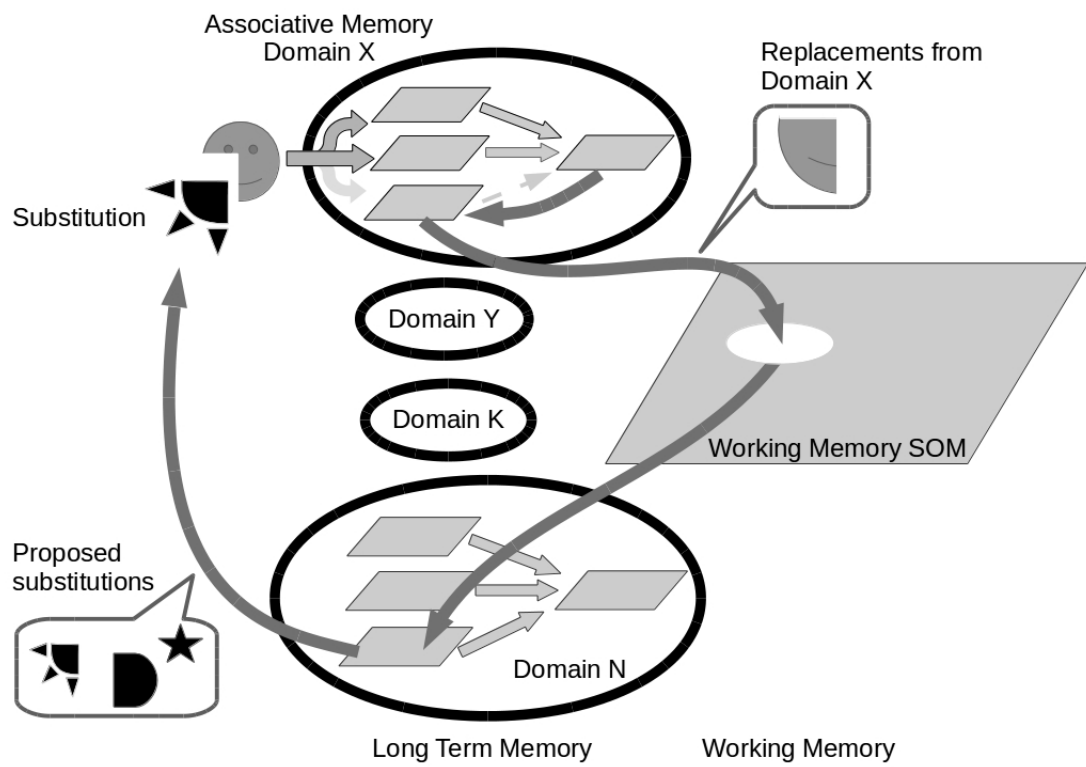 Associative Memory
Domain X
Replacements from
Domain X
Substitution
Domain Y
Domain K
Working Memory SOM
Proposed
substitutions
Domain N
Long Term Memory
Working Memory